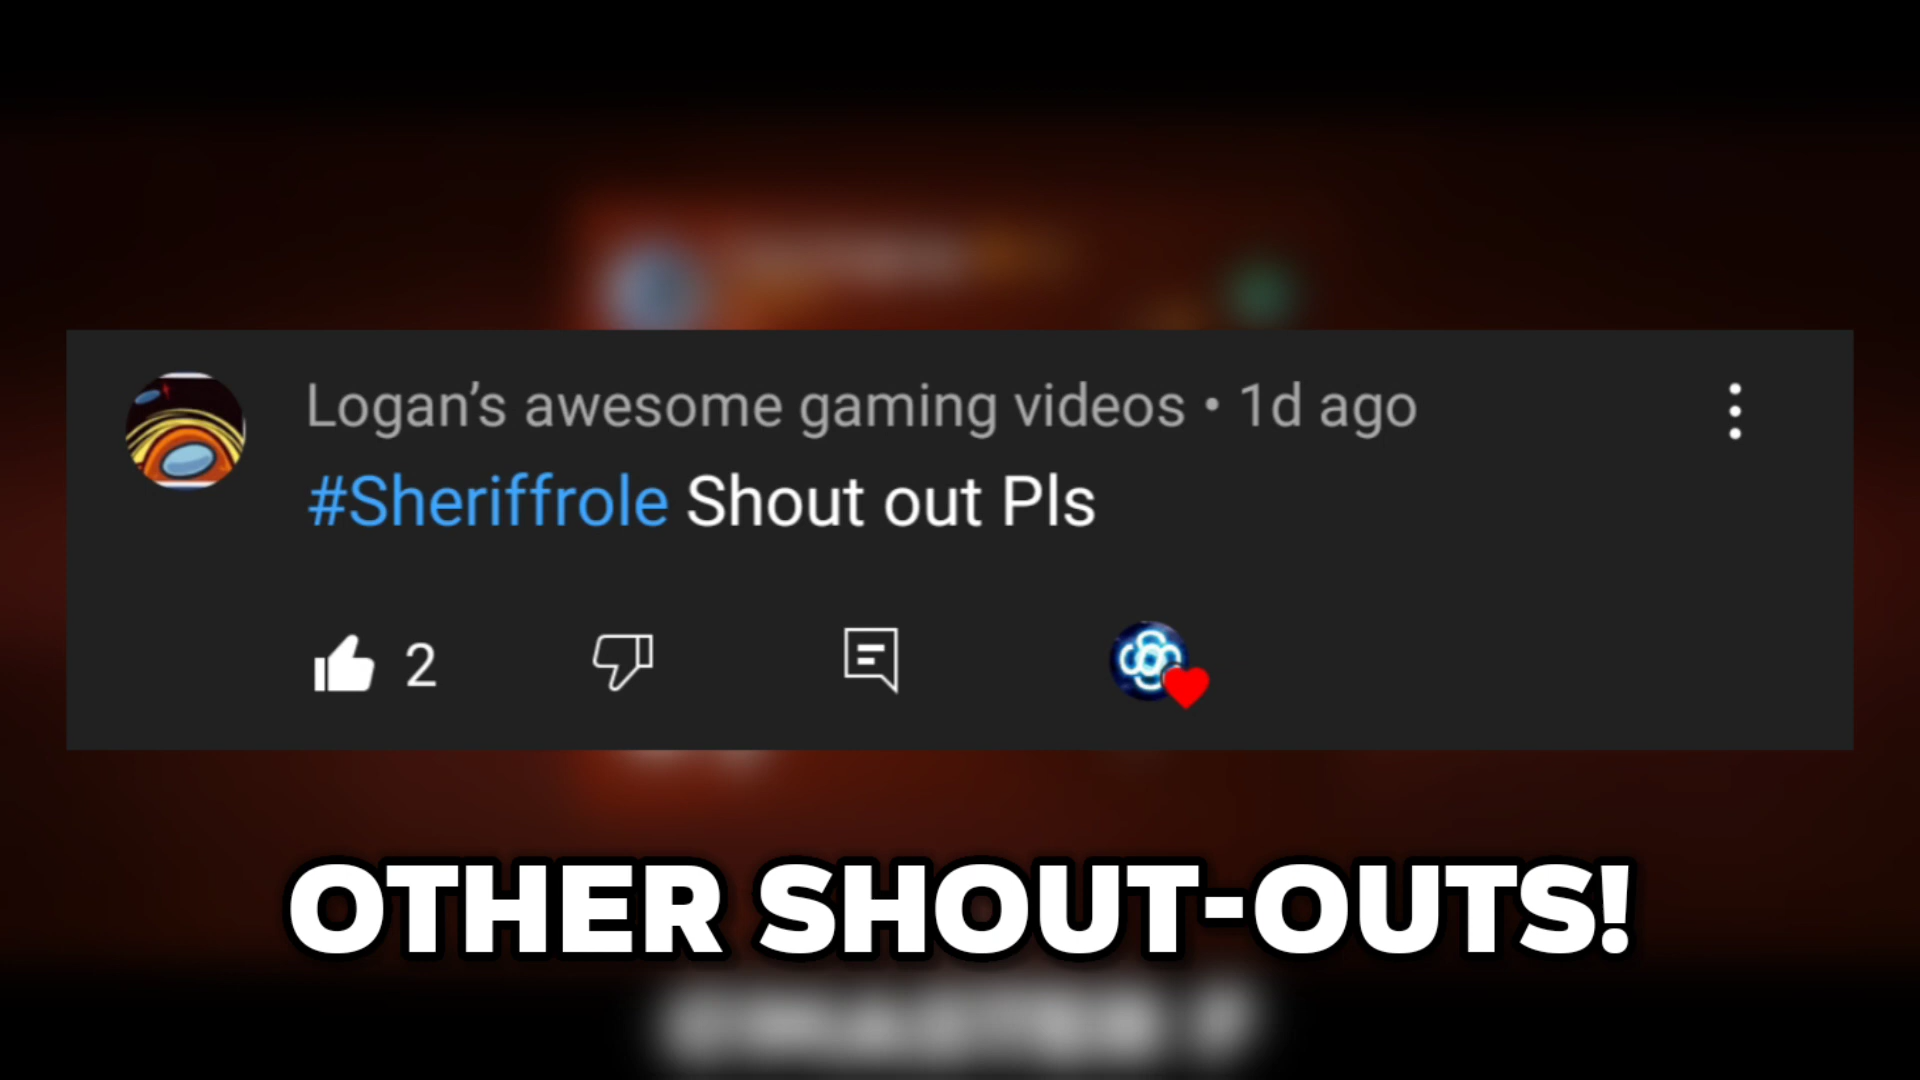 Logan’s awesome gaming videos • 1d ago
#Sheriffrole Shout out Pls
2
OTHER SHOUT-OUTS!